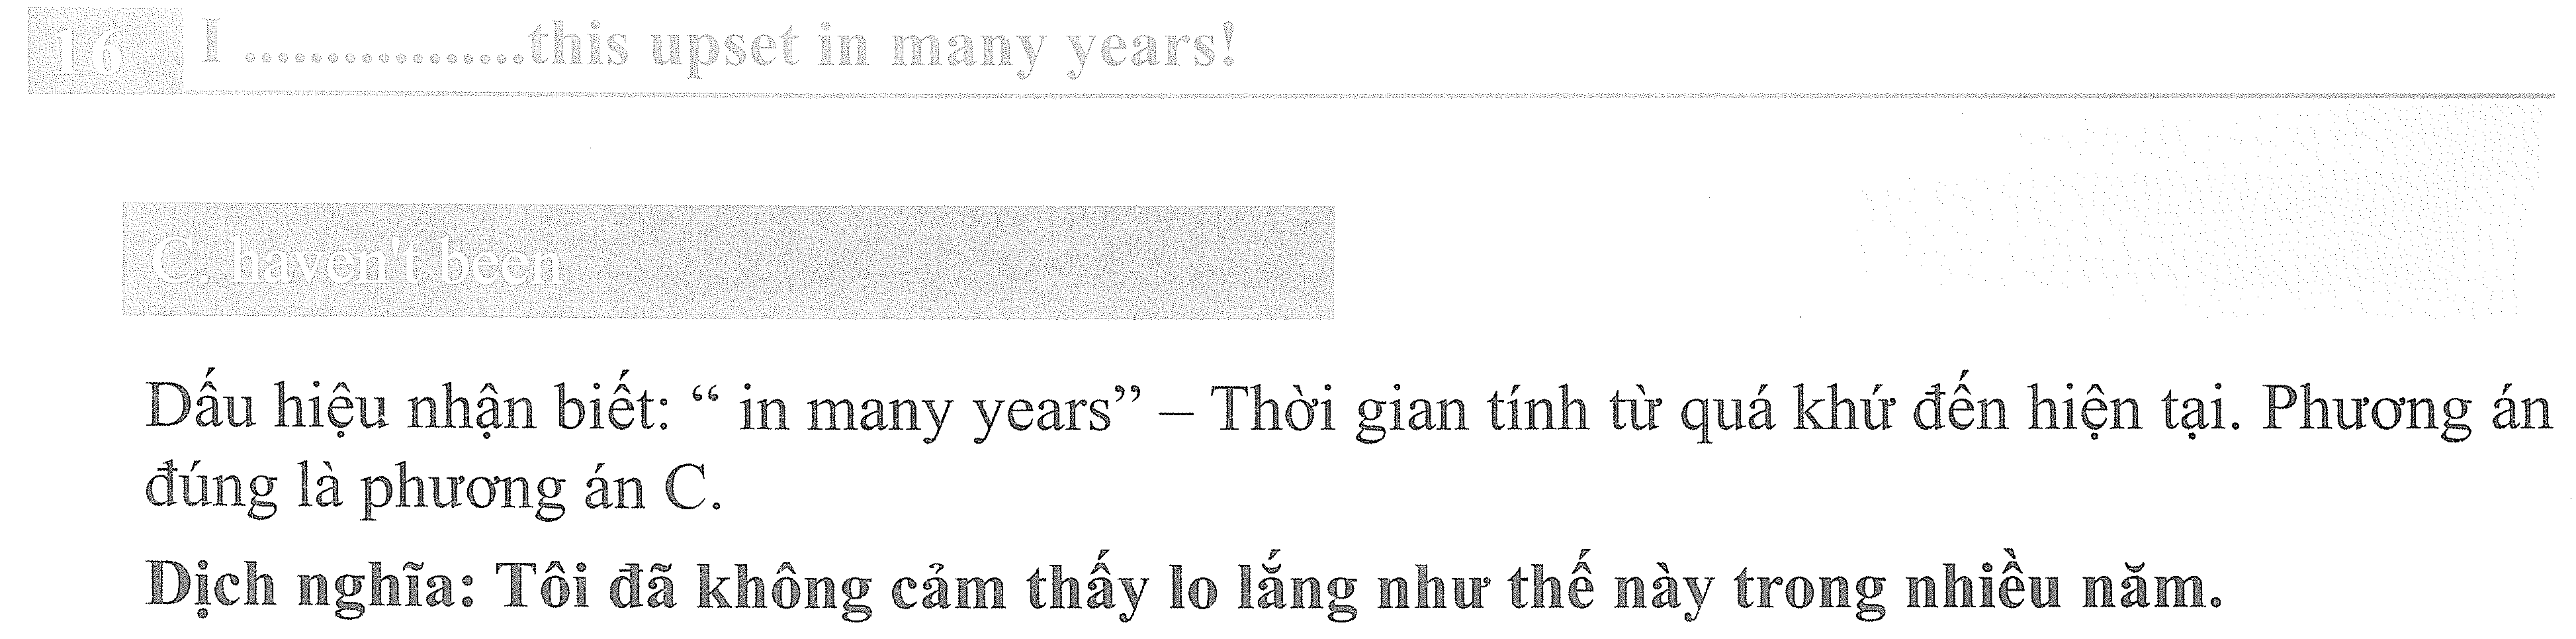 16 I .................this upset in many years!
C. haven't been
Dấu hiệu nhận biết: “ in many years” – Thời gian tính từ quá khứ đến hiện tại. Phương án
đúng là phương án C.
Dịch nghĩa: Tôi đã không cảm thấy lo lắng như thế này trong nhiều năm.